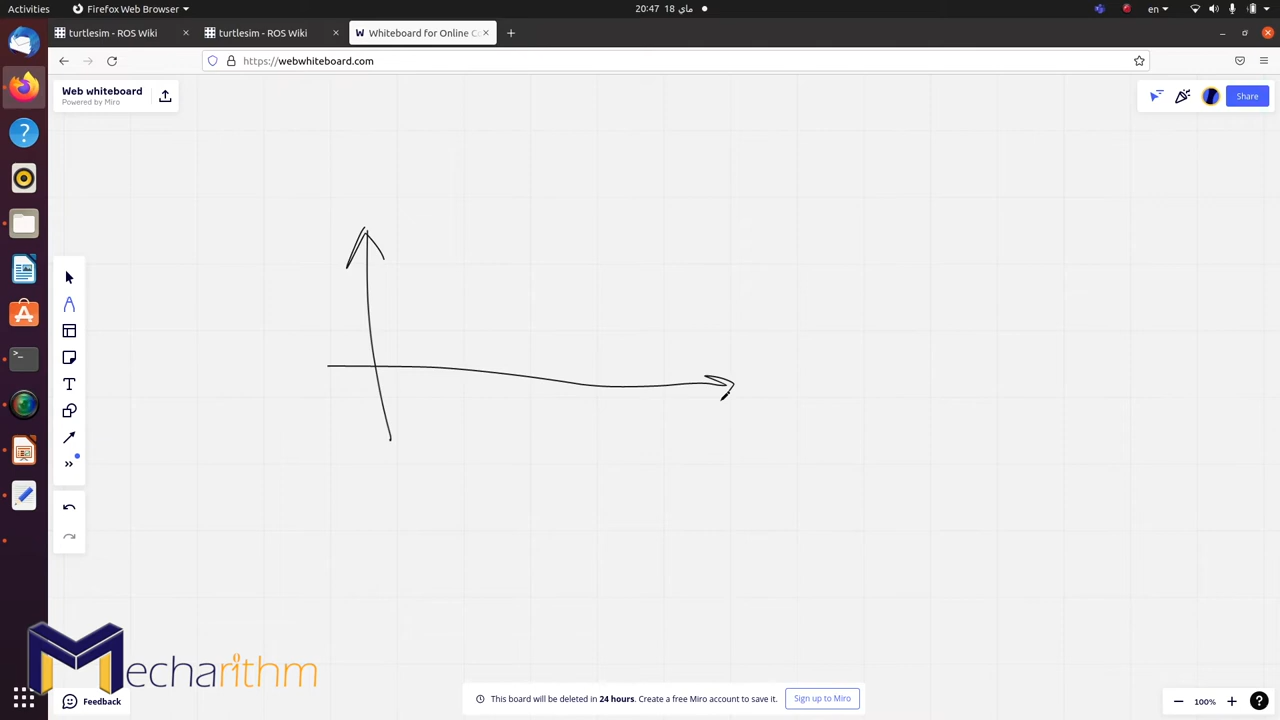 Activities
Firefox Web Browser
20:47 18 مای
en
turtlesim - ROS Wiki
turtlesim - ROS Wiki
Whiteboard for Online C
https://webwhiteboard.com
Web whiteboard
Powered by Miro
Share
T
Mecharithm
Feedback
This board will be deleted in 24 hours. Create a free Miro account to save it.
Sign up to Miro
100%